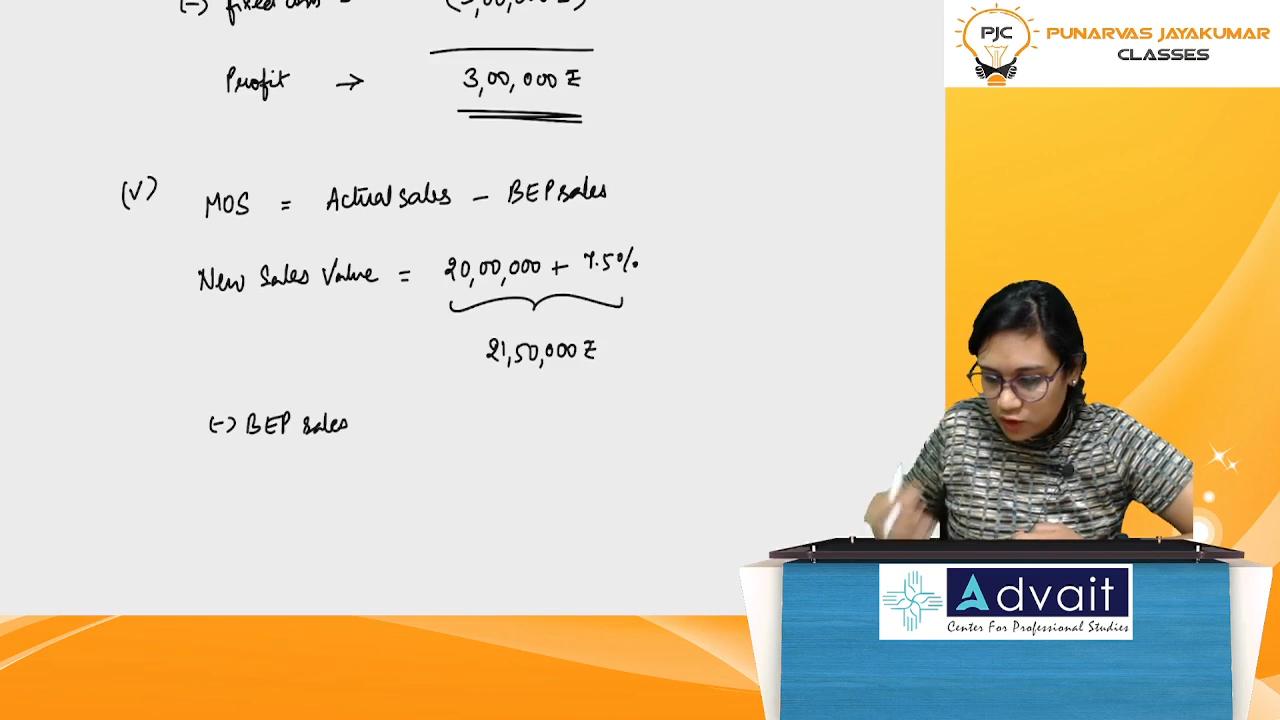 (-) fixed
Profit → 3,00,000 Z
(V) MOS = Actual sales - BEP sales
New Sales Value = 20,00,000 + 7.5%
21,50,000 Z
(-) BEP sales
PJC PUNARVAS JAYAKUMAR
CLASSES
Advait
Center For Professional Studies